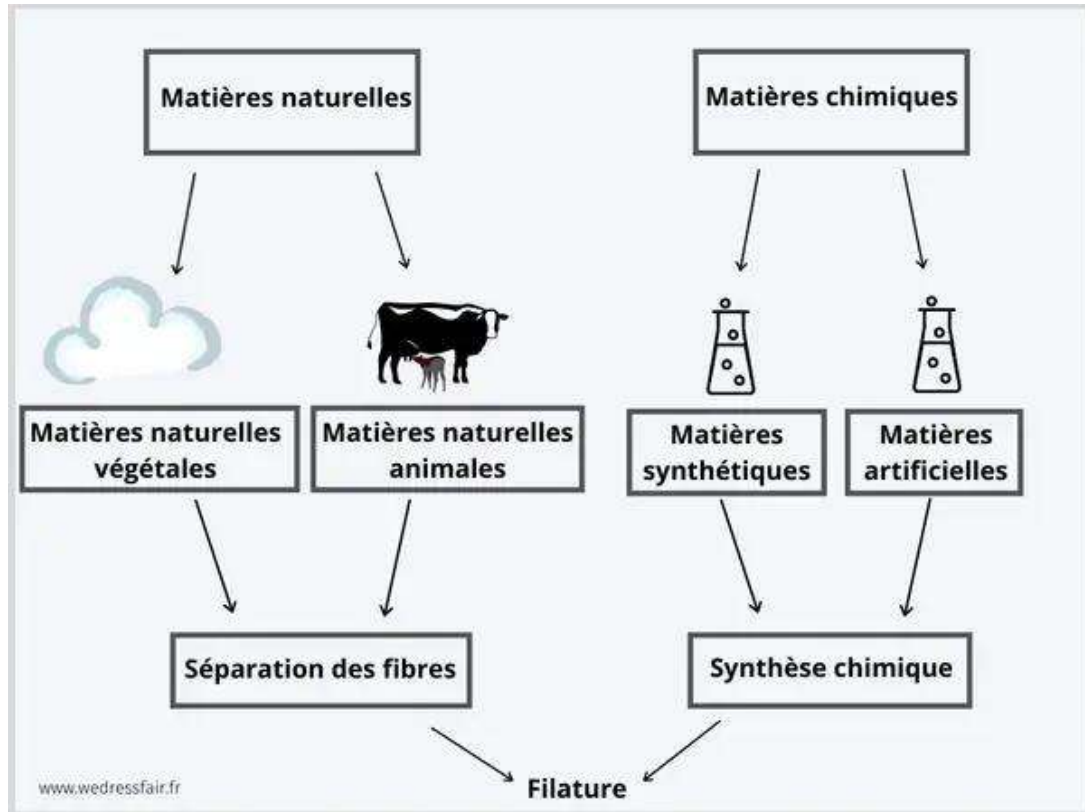 Matières naturelles
Matières chimiques
Matières naturelles
végétales
Matières naturelles
animales
Matières
synthétiques
Matières
artificielles
Séparation des fibres
Synthèse chimique
Filature
www.wedressfair.fr